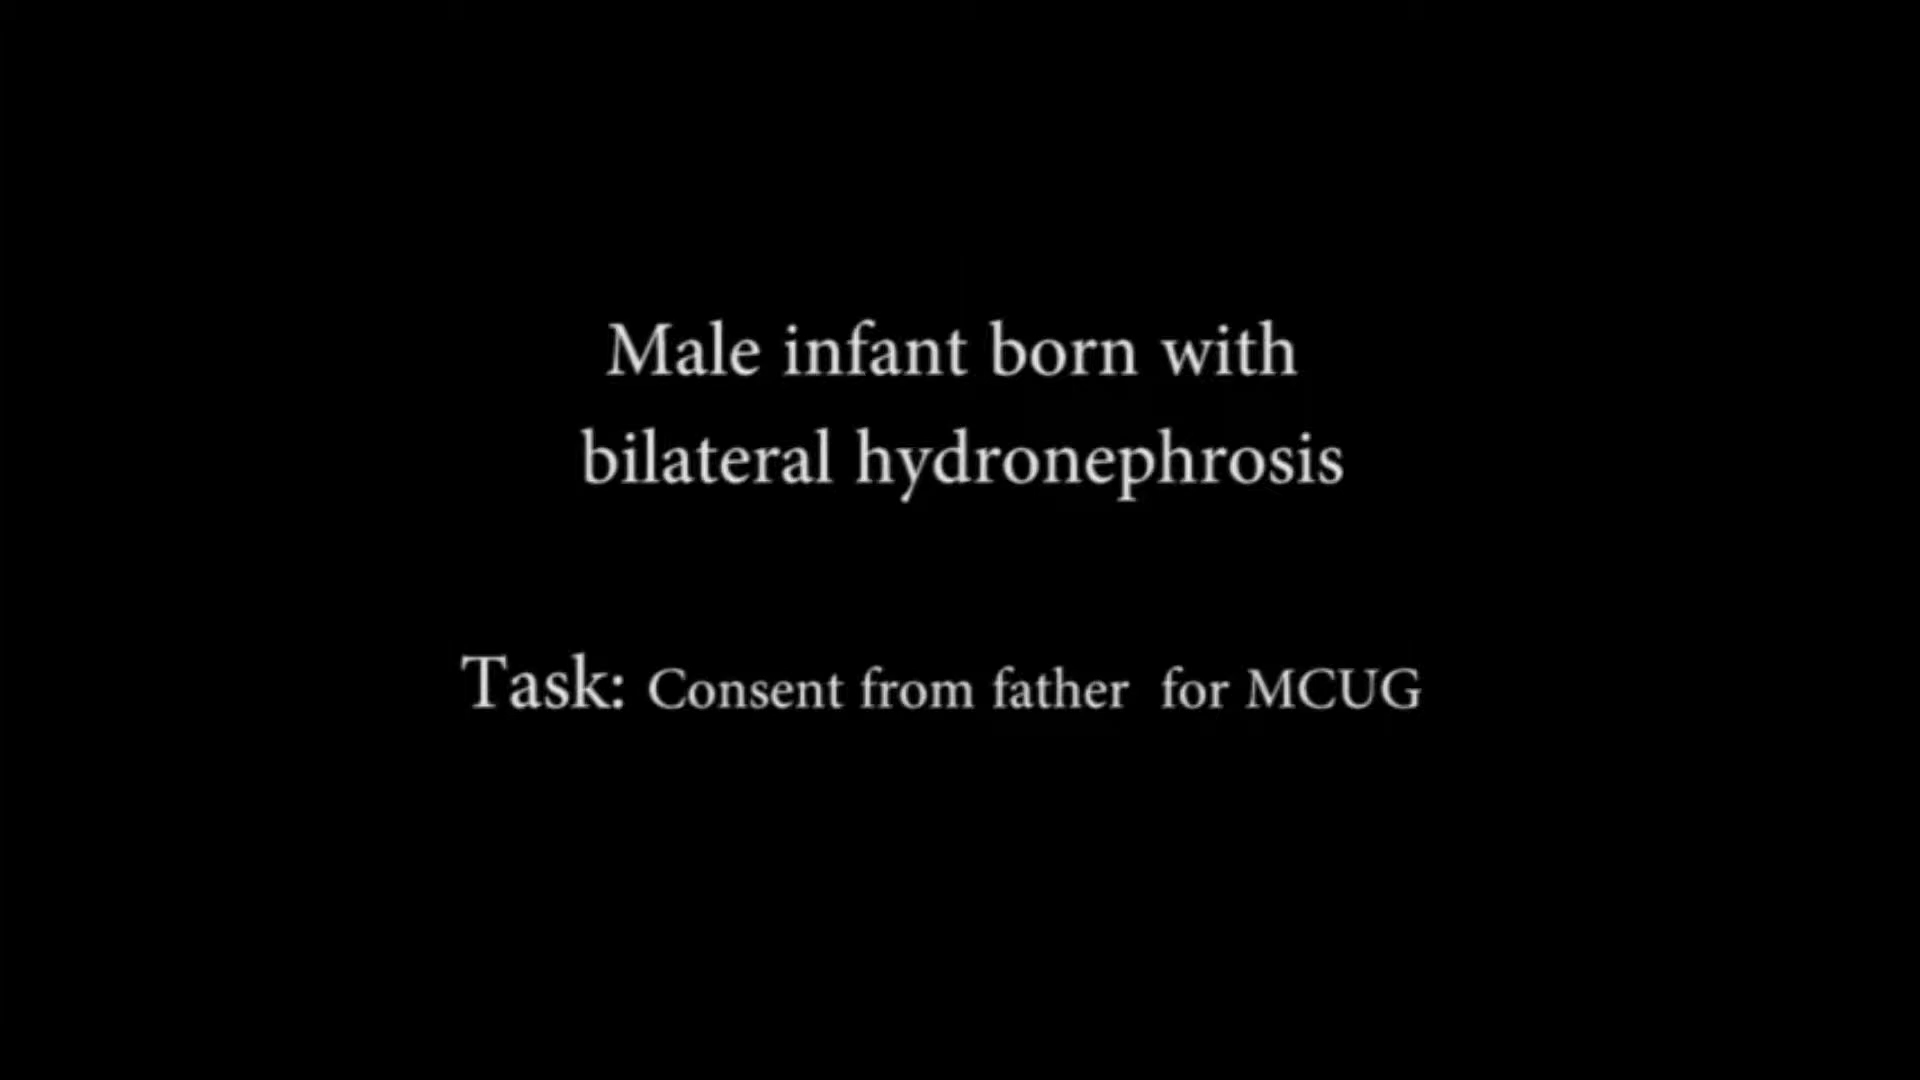 Male infant born with
bilateral hydronephrosis
Task: Consent from father for MCUG